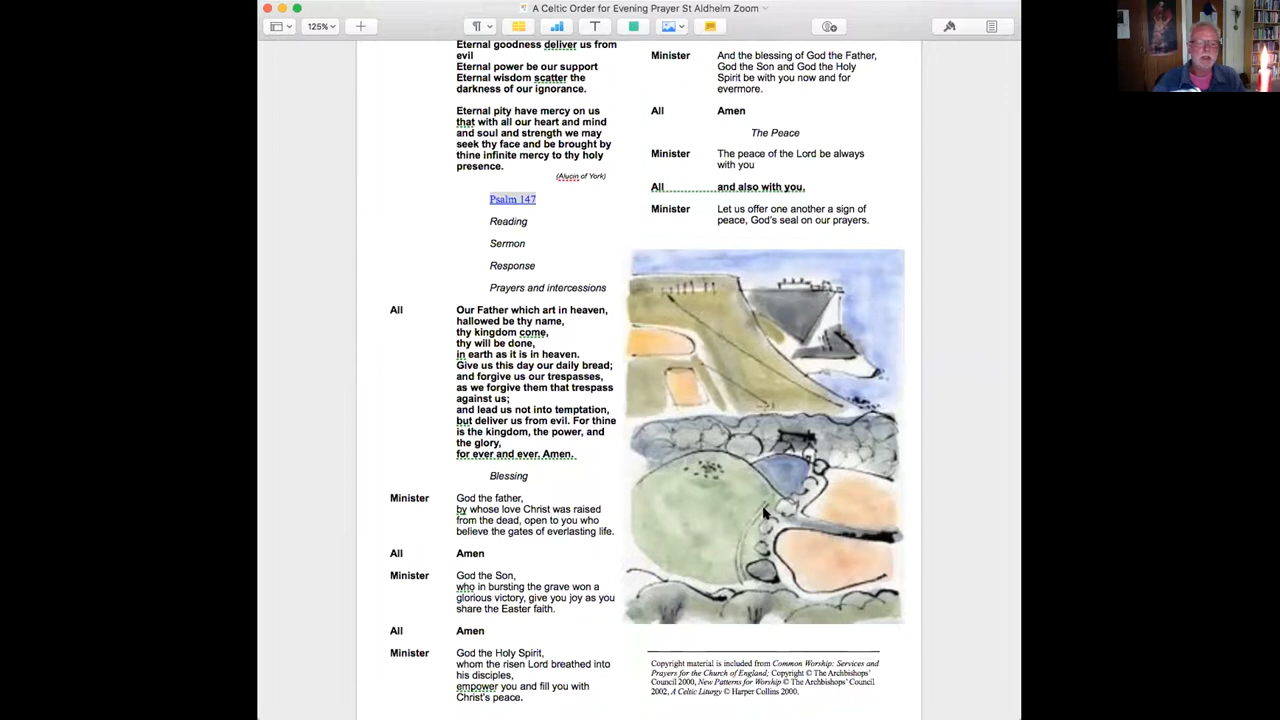 A Celtic Order for Evening Prayer St Aldhelm Zoom
125%
Eternal goodness deliver us from
evil
Eternal power be our support
Eternal wisdom scatter the
darkness of our ignorance.
Eternal pity have mercy on us
that with all our heart and mind
and soul and strength we may
seek thy face and be brought by
thine infinite mercy to thy holy
presence.
(Alucin of York)
Psalm 147
Reading
Sermon
Response
Prayers and intercessions
All Our Father which art in heaven,
hallowed be thy name,
thy kingdom come,
thy will be done,
in earth as it is in heaven.
Give us this day our daily bread;
and forgive us our trespasses,
as we forgive them that trespass
against us;
and lead us not into temptation,
but deliver us from evil. For thine
is the kingdom, the power, and
the glory,
for ever and ever. Amen.
Blessing
Minister God the father,
by whose love Christ was raised
from the dead, open to you who
believe the gates of everlasting life.
All Amen
Minister God the Son,
who in bursting the grave won a
glorious victory, give you joy as you
share the Easter faith.
All Amen
Minister God the Holy Spirit,
whom the risen Lord breathed into
his disciples,
empower you and fill you with
Christ's peace.
Minister And the blessing of God the Father,
God the Son and God the Holy
Spirit be with you now and for
evermore.
All Amen
The Peace
Minister The peace of the Lord be always
with you
All and also with you.
Minister Let us offer one another a sign of
peace, God's seal on our prayers.
Copyright material is included from Common Worship: Services and
Prayers for the Church of England; Copyright © The Archbishops'
Council 2000, New Patterns for Worship © The Archbishops' Council
2002, A Celtic Liturgy © Harper Collins 2000.